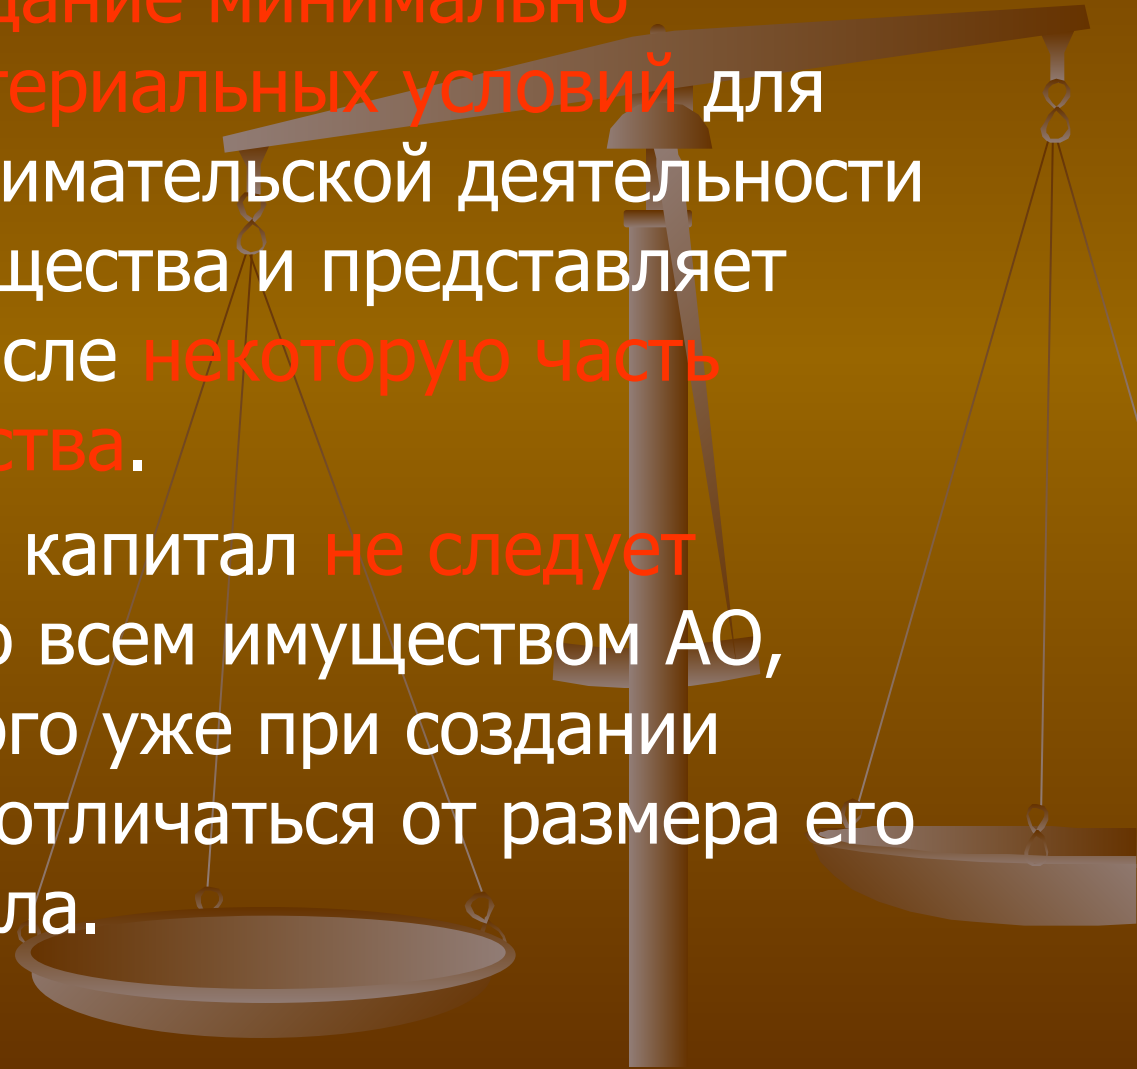 дание минимально
териальных условий для
имательской деятельности
щества и представляет
сле некоторую часть
ства.
капитал не следует
о всем имуществом АО,
ого уже при создании
отличаться от размера его
ла.